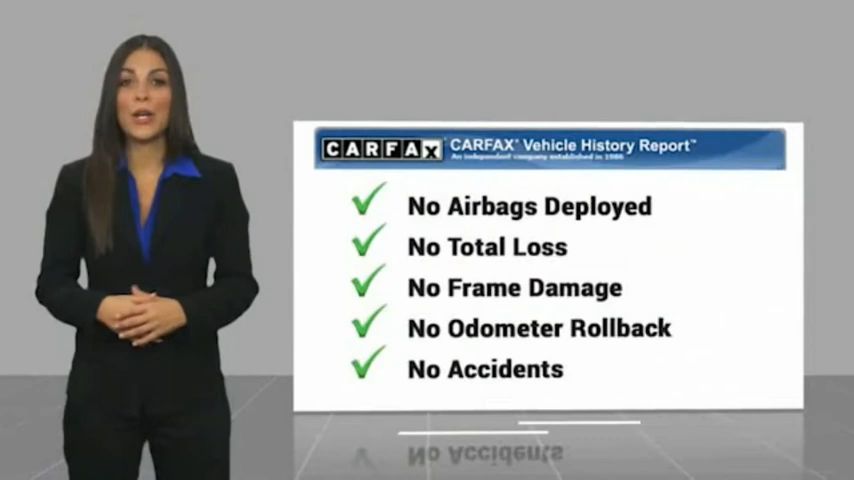 CARFAX CARFAX® Vehicle History Report™
An independent company established in 1986
No Airbags Deployed
No Total Loss
No Frame Damage
No Odometer Rollback
No Accidents
No Accidents